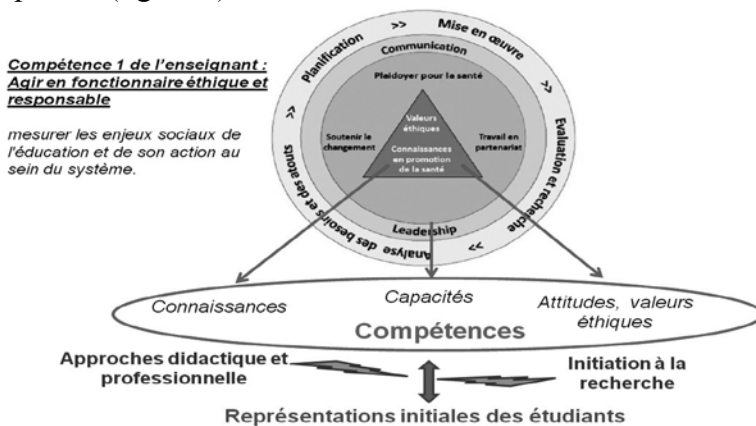 Compétence 1 de l'enseignant :
Agir en fonctionnaire éthique et
responsable
mesurer les enjeux sociaux de
l'éducation et de son action au
sein du système.
>> Planification >> Mise en œuvre >> Evaluation et recherche >> Analyse des besoins et des atouts
Communication
Plaidoyer pour la santé
Valeurs
éthiques
Soutenir le
changement
Travail en
partenariat
Connaissances
en promotion
de la santé
Leadership
Connaissances
Capacités
Attitudes, valeurs
éthiques
Compétences
Approches didactique et
professionnelle
Initiation à la
recherche
Représentations initiales des étudiants